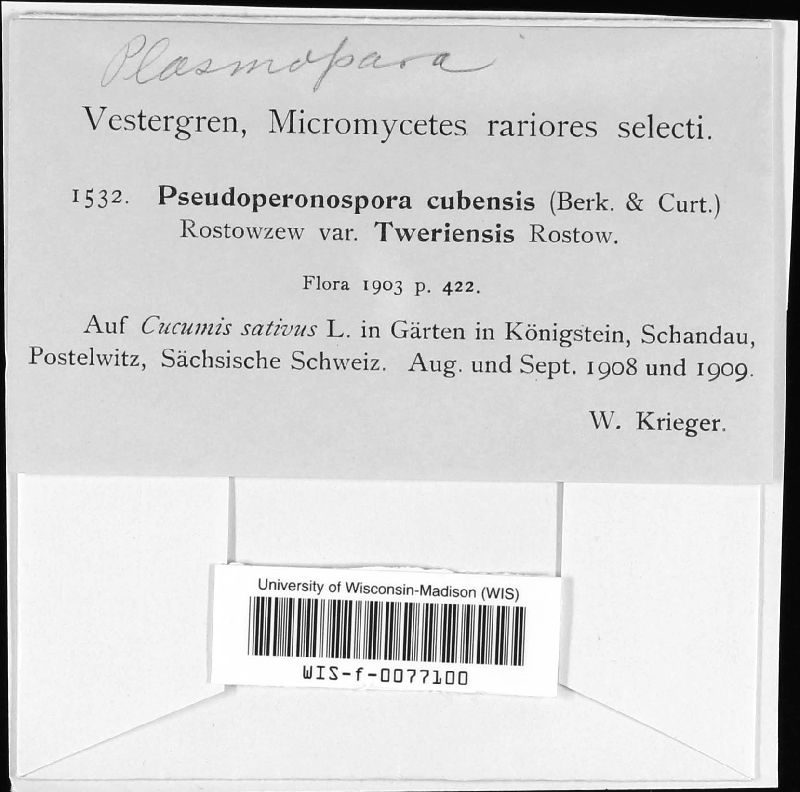 Plasmopara
Vestergren, Micromycetes rariores selecti.
1532. Pseudoperonospora cubensis (Berk. & Curt.)
Rostowzew var. Tweriensis Rostow.
Flora 1903 p. 422.
Auf Cucumis sativus L. in Gärten in Königstein, Schandau,
Postelwitz, Sächsische Schweiz. Aug. und Sept. 1908 und 1909.
W. Krieger.
University of Wisconsin-Madison (WIS)
WIS-f-0077100